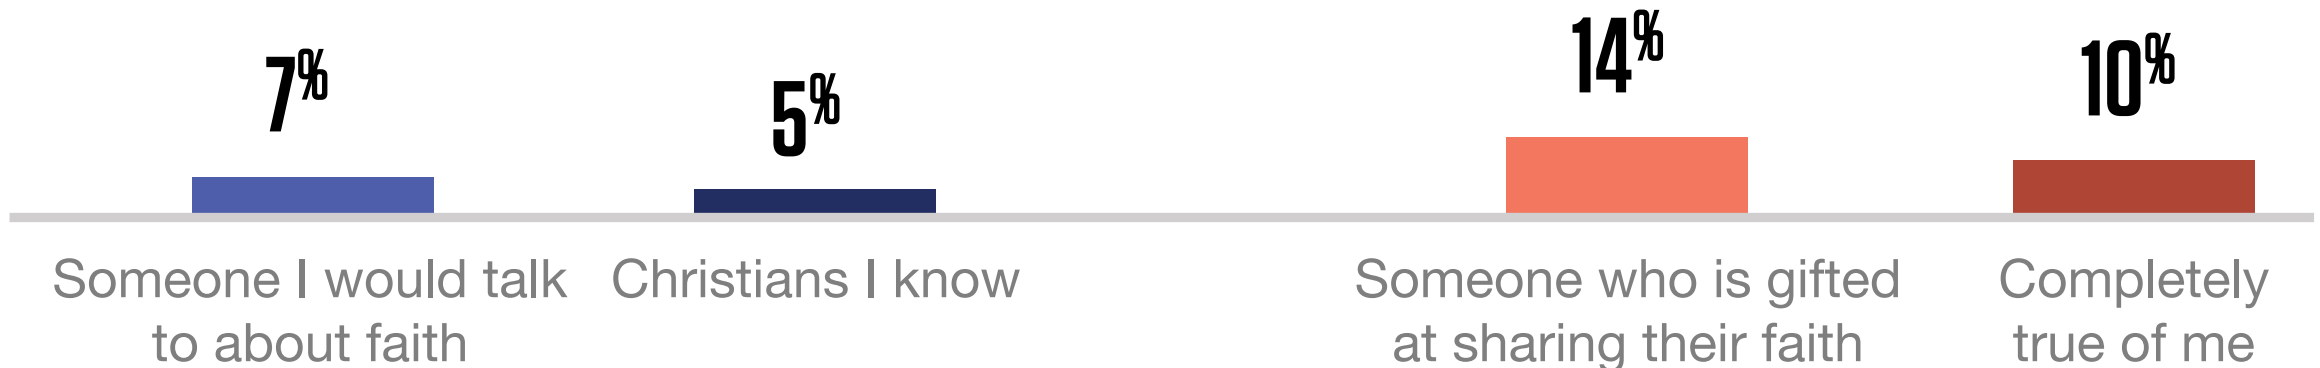 7%
5%
14%
10%
Someone I would talk
to about faith
Christians I know
Someone who is gifted
at sharing their faith
Completely
true of me